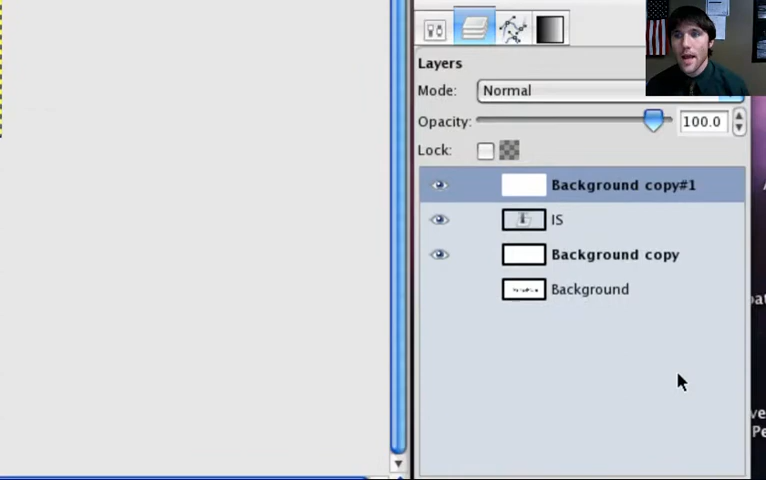 Layers
Mode: Normal
Opacity: 100.0
Lock:
Background copy#1
IS
Background copy
Background